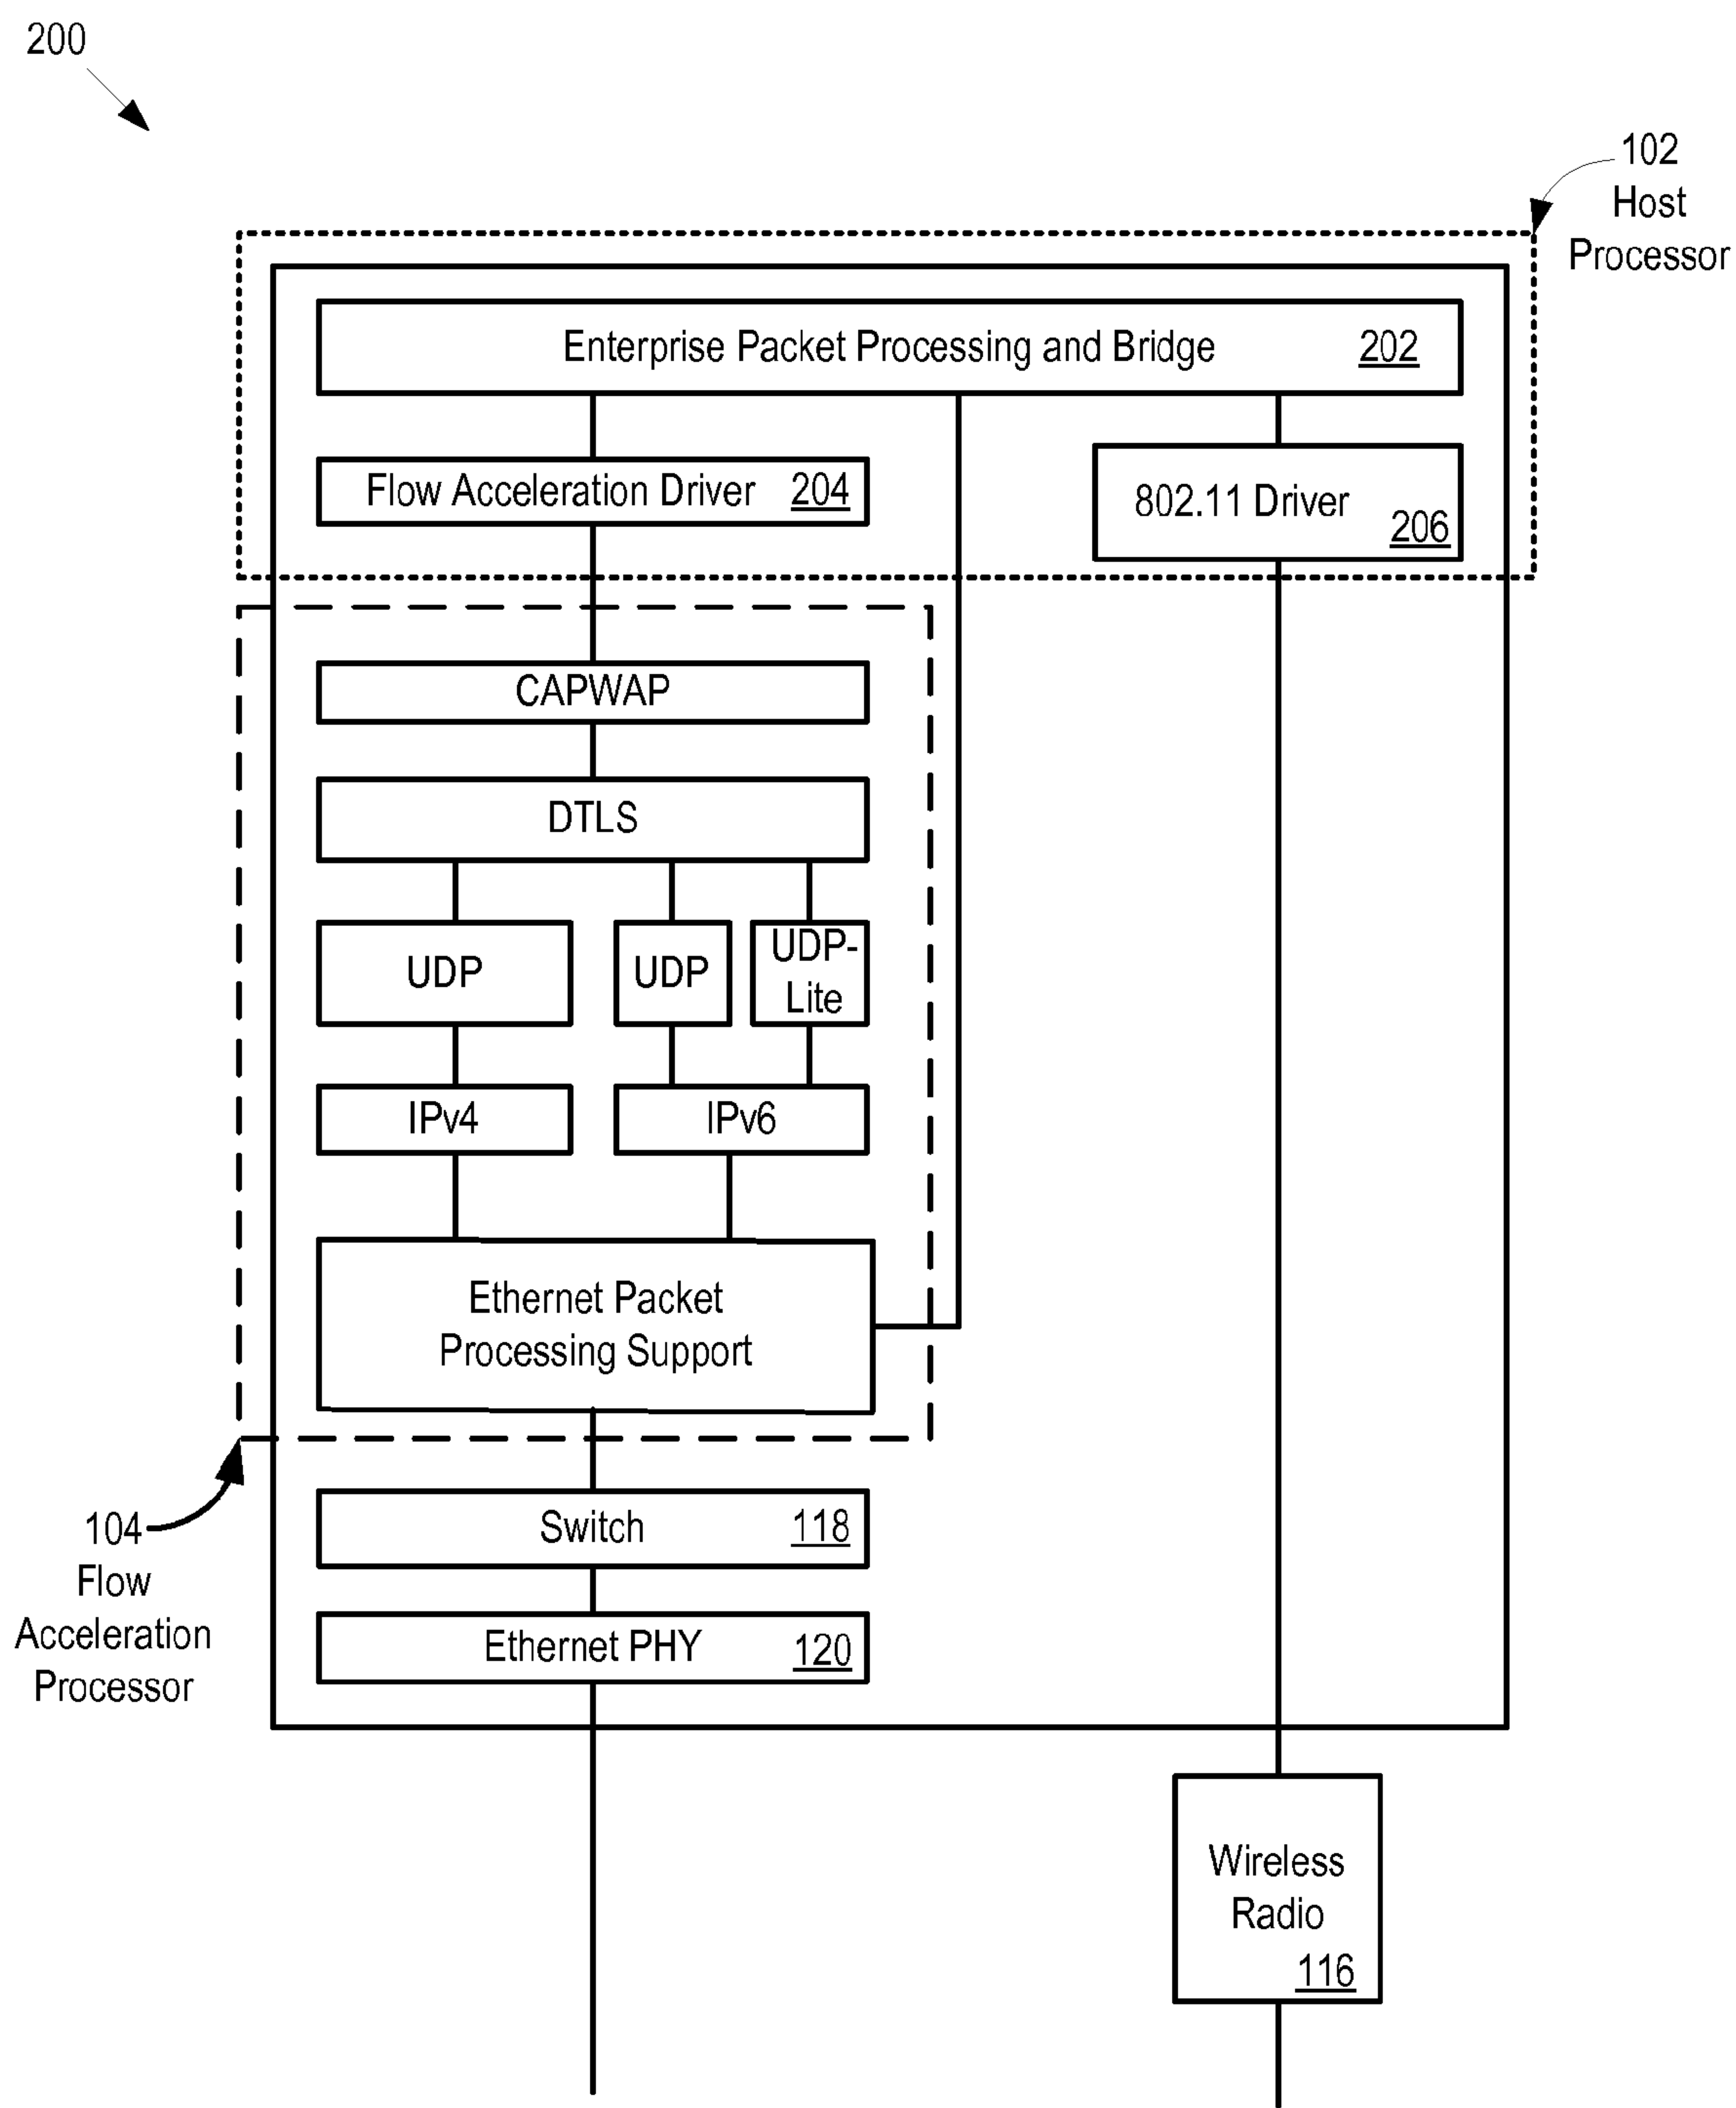 200
102
Host
Processor
Enterprise Packet Processing and Bridge 202
Flow Acceleration Driver 204
802.11 Driver
206
CAPWAP
DTLS
UDP
UDP
UDP-
Lite
IPv4
IPv6
Ethernet Packet
Processing Support
104
Flow
Acceleration
Processor
Switch 118
Ethernet PHY 120
Wireless
Radio
116